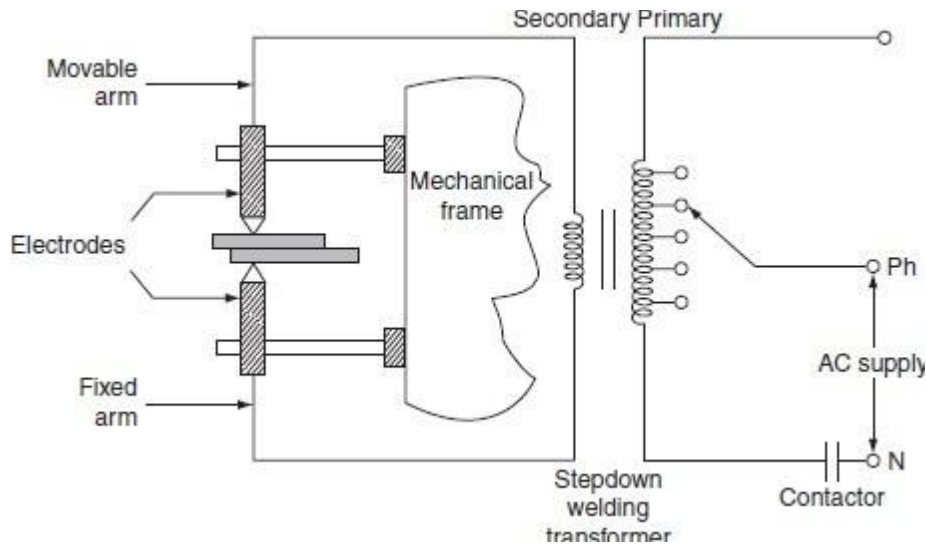 Secondary Primary
Movable
arm
Mechanical
frame
Electrodes
Ph
AC supply
Fixed
arm
N
Stepdown
welding
transformer
Contactor